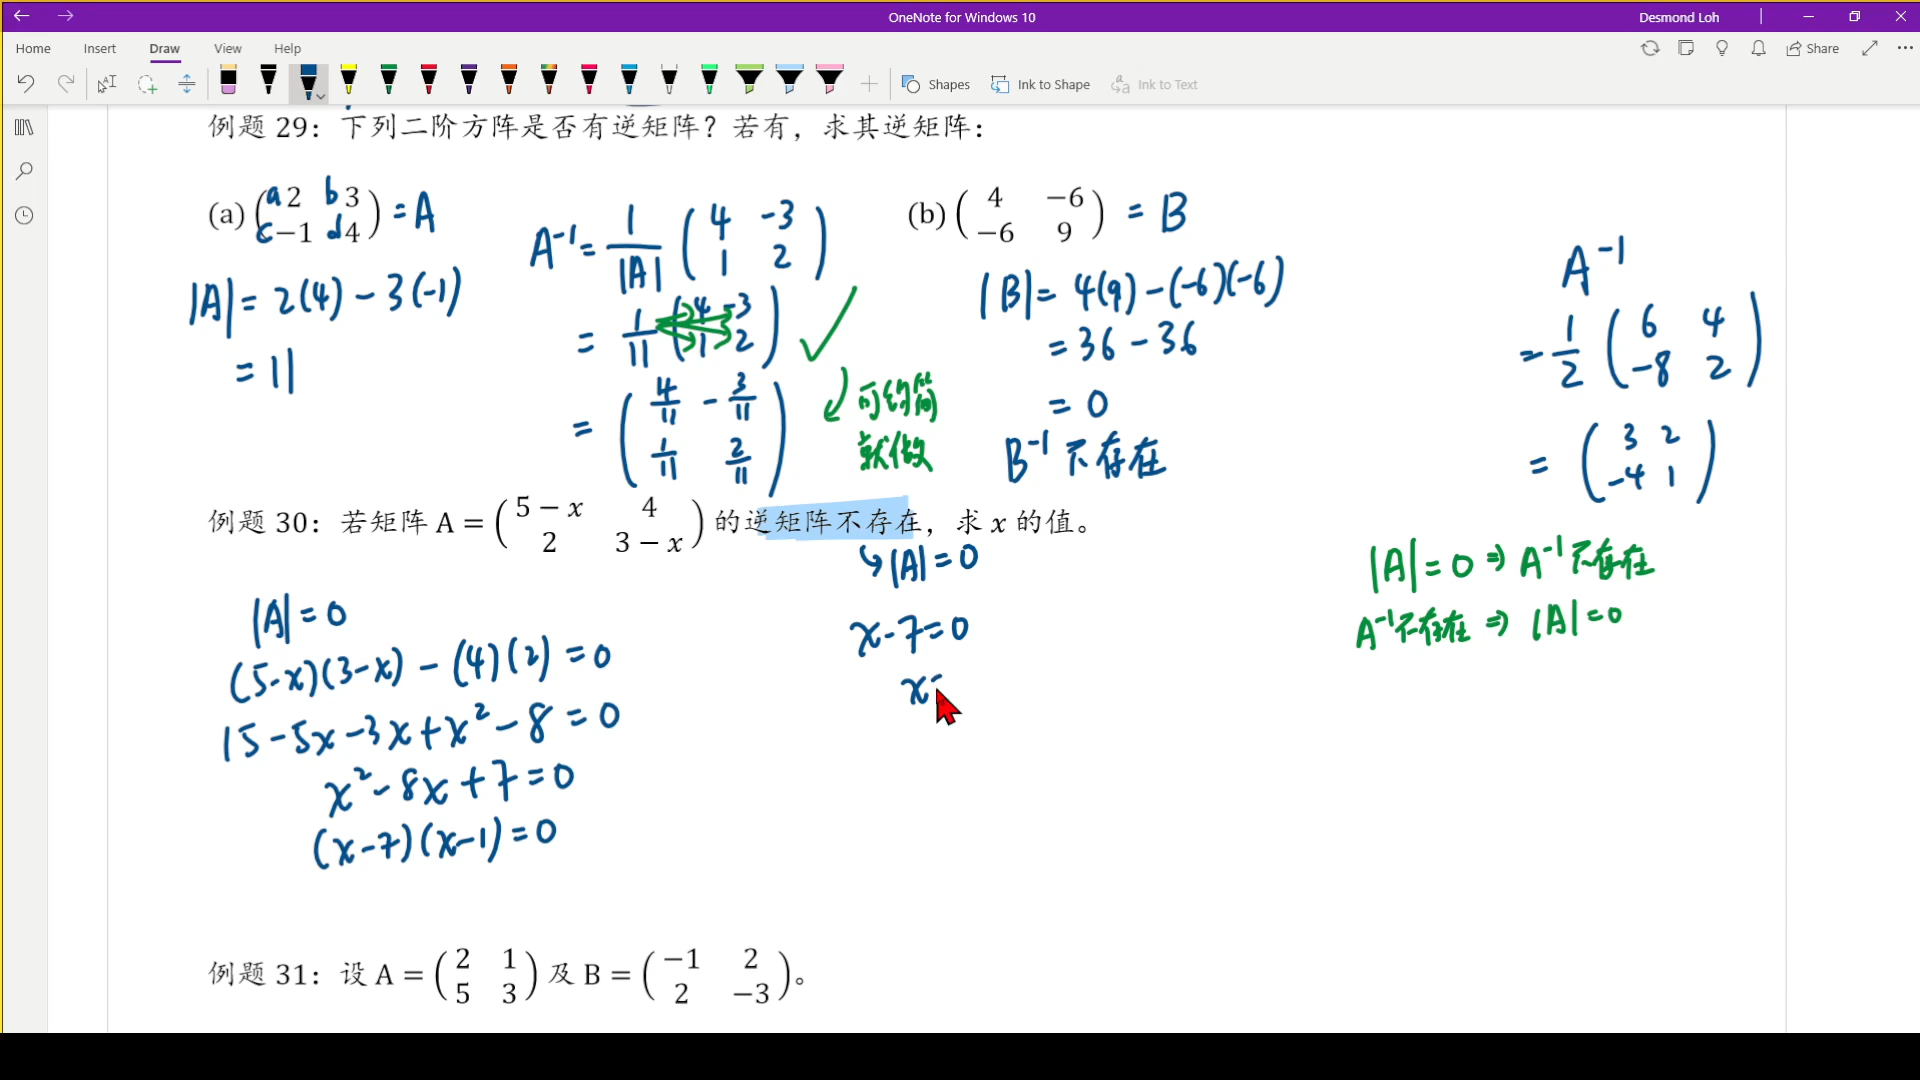 OneNote for Windows 10
Desmond Loh
Home Insert Draw View Help
Share
Shapes Ink to Shape Ink to Text
例题 29：下列二阶方阵是否有逆矩阵？若有，求其逆矩阵：
(a) (a 2 b 3
c −1 d 4) = A
|A| = 2(4) - 3(-1)
= 11
A⁻¹ = 1/|A| (4 -3
1 2)
= 1/11 (4 -3
1 2) ✓
= (4/11 -3/11
1/11 2/11)
可约简
就做
(b) (4 −6
−6 9) = B
|B| = 4(9) - (-6)(-6)
= 36 - 36
= 0
B⁻¹ 不存在
A⁻¹
= 1/2 (6 4
-8 2)
= (3 2
-4 1)
例题 30：若矩阵 A = (5 − x 4
2 3 − x) 的逆矩阵不存在，求 x 的值。
↳ |A| = 0
|A| = 0
(5-x)(3-x) - (4)(2) = 0
15 - 5x - 3x + x² - 8 = 0
x² - 8x + 7 = 0
(x-7)(x-1) = 0
x - 7 = 0
x =
|A| = 0 ⇒ A⁻¹ 不存在
A⁻¹ 不存在 ⇒ |A| = 0
例题 31：设 A = (2 1
5 3) 及 B = (−1 2
2 −3)。